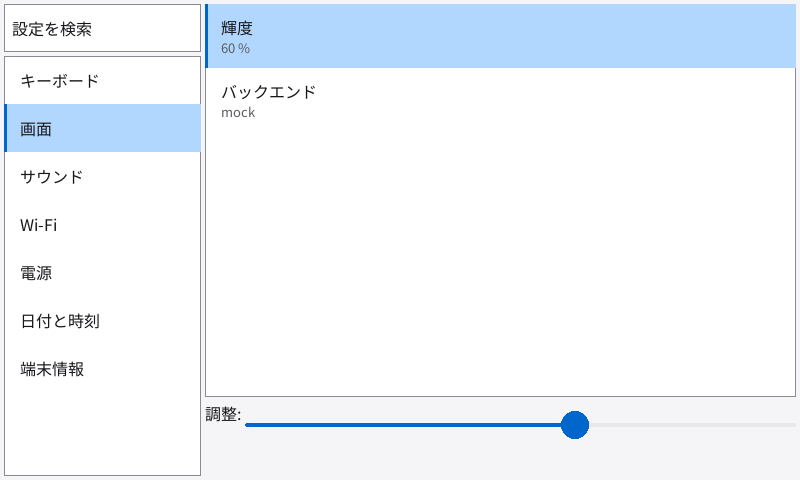 設定を検索
キーボード
画面
サウンド
Wi-Fi
電源
日付と時刻
端末情報
輝度
60 %
バックエンド
mock
調整: